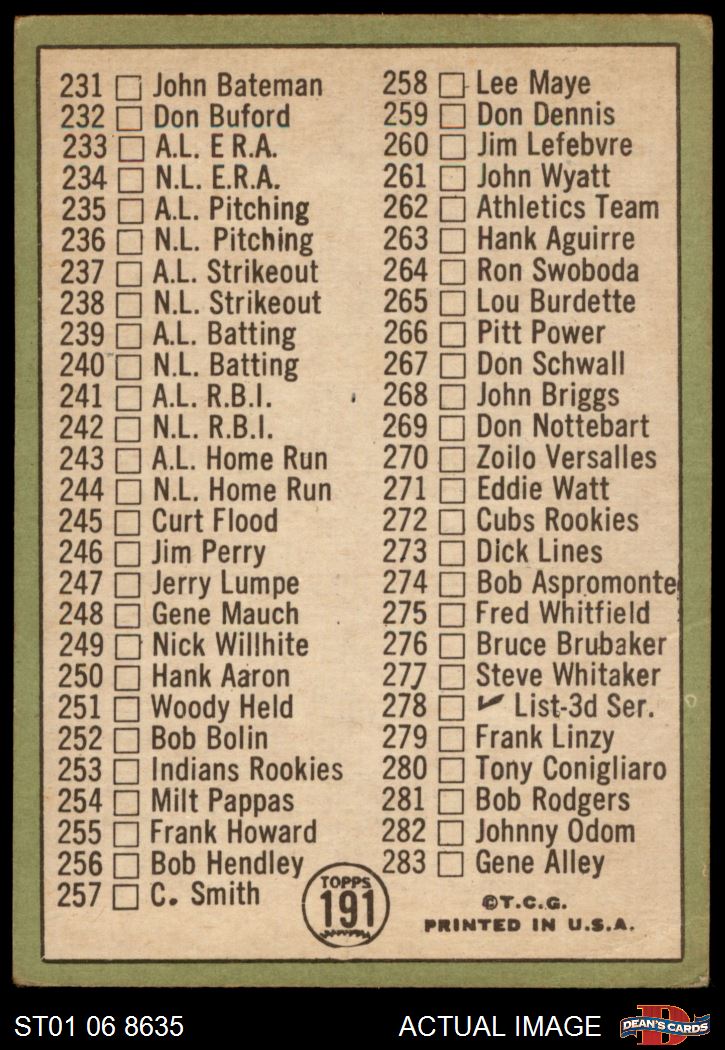 231 John Bateman
232 Don Buford
233 A.L. E R.A.
234 N.L. E.R.A.
235 A.L. Pitching
236 N.L. Pitching
237 A.L. Strikeout
238 N.L. Strikeout
239 A.L. Batting
240 N.L. Batting
241 A.L. R.B.I.
242 N.L. R.B.I.
243 A.L. Home Run
244 N.L. Home Run
245 Curt Flood
246 Jim Perry
247 Jerry Lumpe
248 Gene Mauch
249 Nick Willhite
250 Hank Aaron
251 Woody Held
252 Bob Bolin
253 Indians Rookies
254 Milt Pappas
255 Frank Howard
256 Bob Hendley
257 C. Smith
258 Lee Maye
259 Don Dennis
260 Jim Lefebvre
261 John Wyatt
262 Athletics Team
263 Hank Aguirre
264 Ron Swoboda
265 Lou Burdette
266 Pitt Power
267 Don Schwall
268 John Briggs
269 Don Nottebart
270 Zoilo Versalles
271 Eddie Watt
272 Cubs Rookies
273 Dick Lines
274 Bob Aspromonte
275 Fred Whitfield
276 Bruce Brubaker
277 Steve Whitaker
278 ✔ List-3d Ser.
279 Frank Linzy
280 Tony Conigliaro
281 Bob Rodgers
282 Johnny Odom
283 Gene Alley
TOPPS
191
©T.C.G.
PRINTED IN U.S.A.
ST01 06 8635
ACTUAL IMAGE
D
DEAN'S CARDS